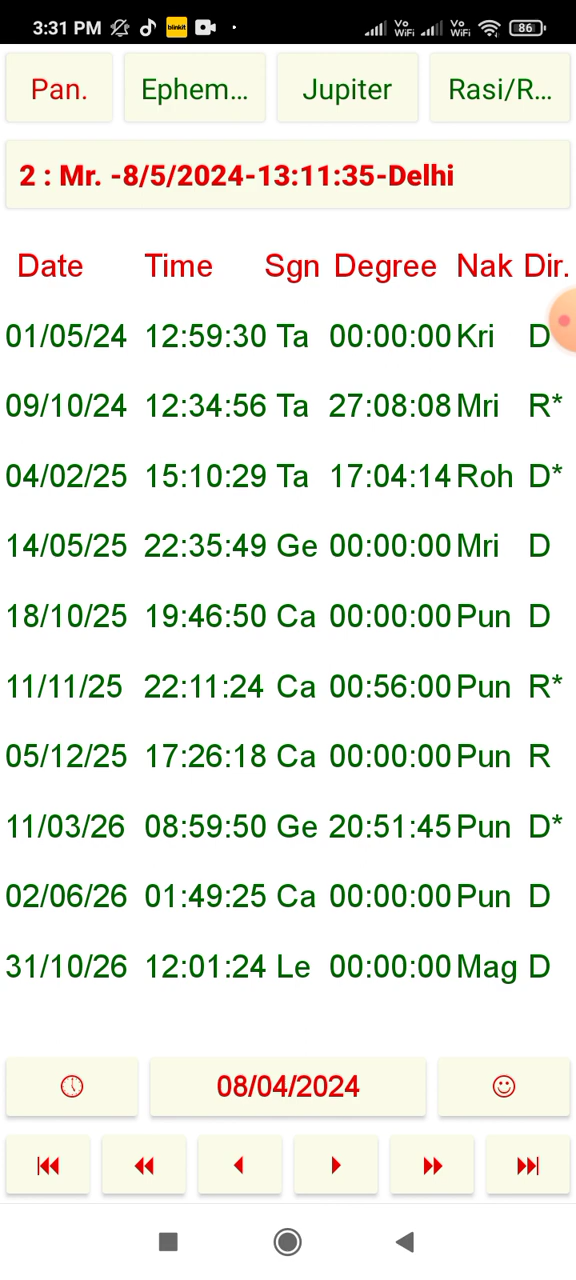 3:31 PM blinkit Vo WiFi Vo WiFi 86
Pan. Ephem... Jupiter Rasi/R...
2 : Mr. -8/5/2024-13:11:35-Delhi
Date Time Sgn Degree Nak Dir.
01/05/24 12:59:30 Ta 00:00:00 Kri D
09/10/24 12:34:56 Ta 27:08:08 Mri R*
04/02/25 15:10:29 Ta 17:04:14 Roh D*
14/05/25 22:35:49 Ge 00:00:00 Mri D
18/10/25 19:46:50 Ca 00:00:00 Pun D
11/11/25 22:11:24 Ca 00:56:00 Pun R*
05/12/25 17:26:18 Ca 00:00:00 Pun R
11/03/26 08:59:50 Ge 20:51:45 Pun D*
02/06/26 01:49:25 Ca 00:00:00 Pun D
31/10/26 12:01:24 Le 00:00:00 Mag D
08/04/2024